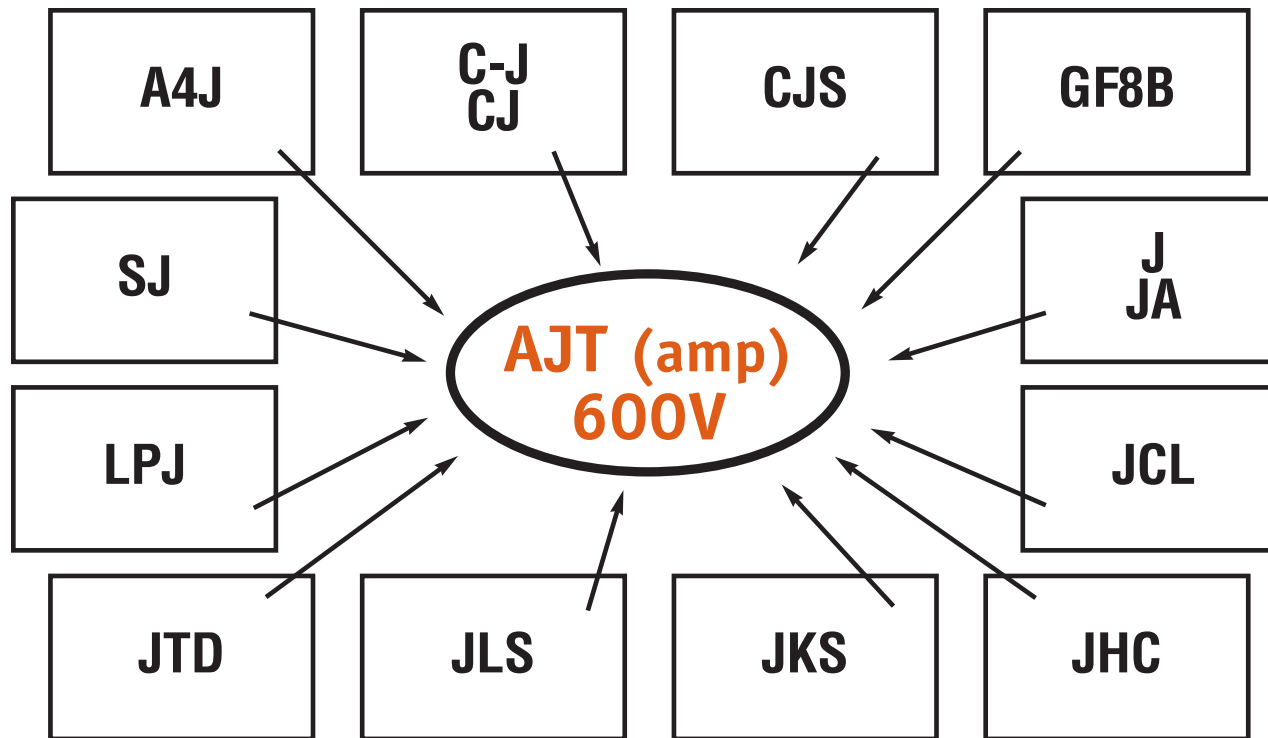 A4J
C-J
CJ
CJS
GF8B
SJ
J
JA
AJT (amp)
600V
LPJ
JCL
JTD
JLS
JKS
JHC